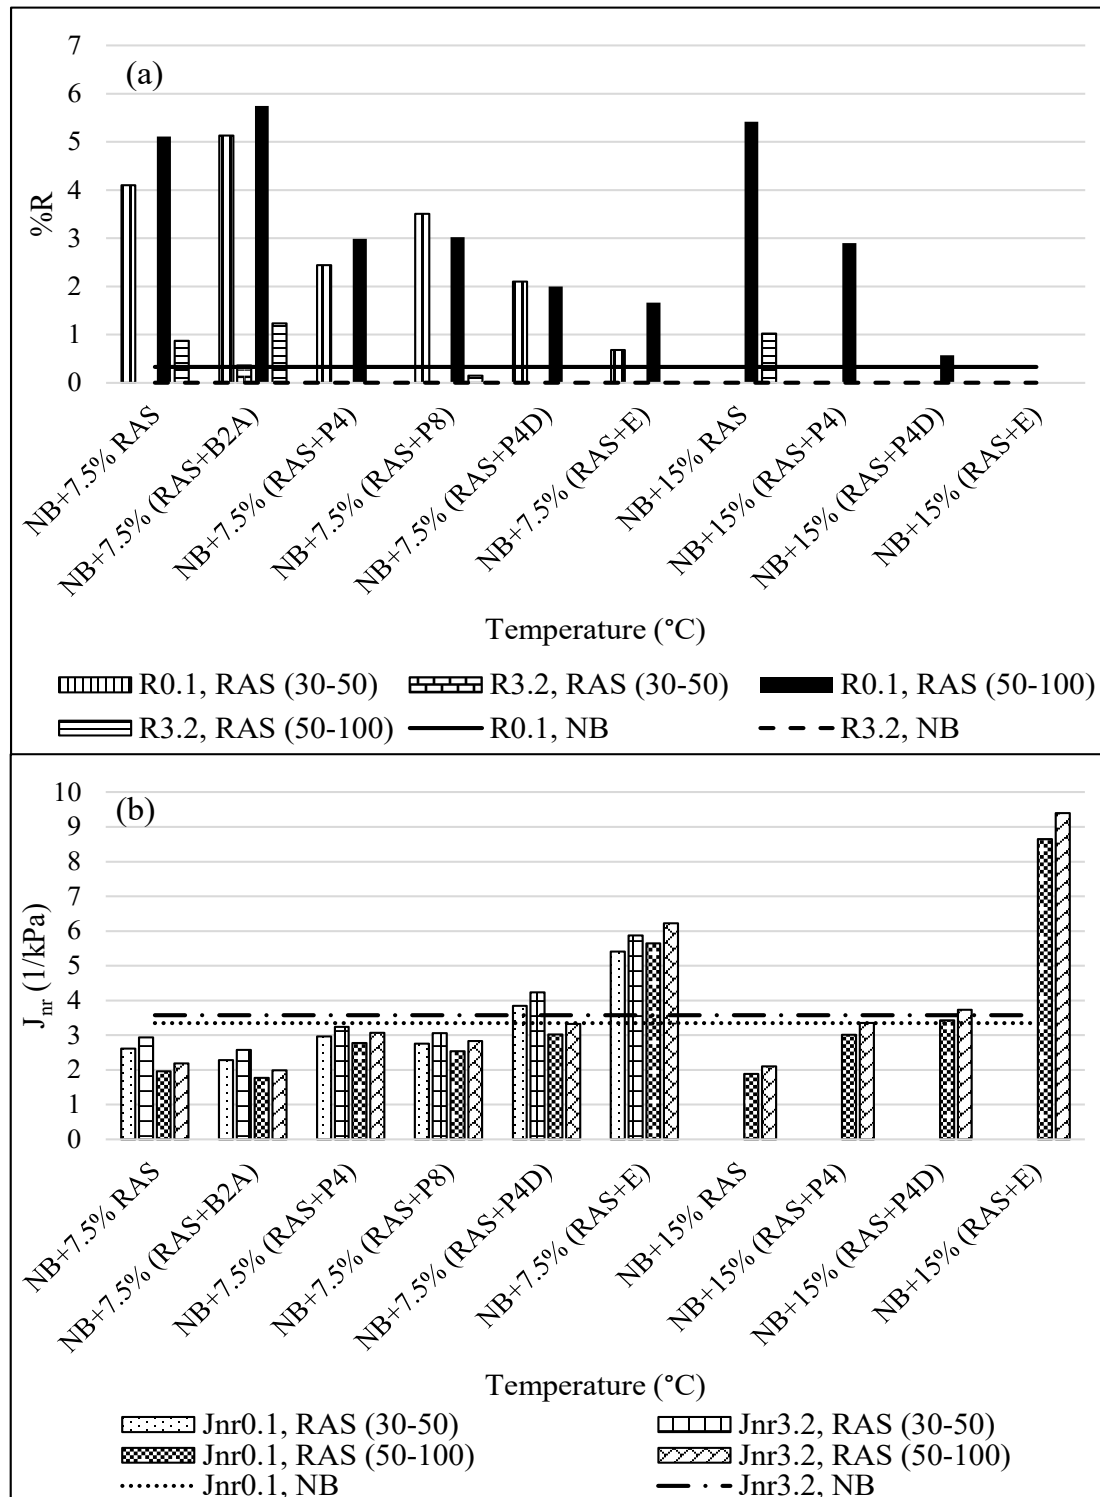 (a)
%R
7
6
5
4
3
2
1
0
NB+7.5% RAS
NB+7.5% (RAS+B2A)
NB+7.5% (RAS+P4)
NB+7.5% (RAS+P8)
NB+7.5% (RAS+P4D)
NB+7.5% (RAS+E)
NB+15% RAS
NB+15% (RAS+P4)
NB+15% (RAS+P4D)
NB+15% (RAS+E)
Temperature (°C)
R0.1, RAS (30-50)
R3.2, RAS (30-50)
R0.1, RAS (50-100)
R3.2, RAS (50-100)
R0.1, NB
R3.2, NB
(b)
Jnr (1/kPa)
10
9
8
7
6
5
4
3
2
1
0
NB+7.5% RAS
NB+7.5% (RAS+B2A)
NB+7.5% (RAS+P4)
NB+7.5% (RAS+P8)
NB+7.5% (RAS+P4D)
NB+7.5% (RAS+E)
NB+15% RAS
NB+15% (RAS+P4)
NB+15% (RAS+P4D)
NB+15% (RAS+E)
Temperature (°C)
Jnr0.1, RAS (30-50)
Jnr3.2, RAS (30-50)
Jnr0.1, RAS (50-100)
Jnr3.2, RAS (50-100)
Jnr0.1, NB
Jnr3.2, NB